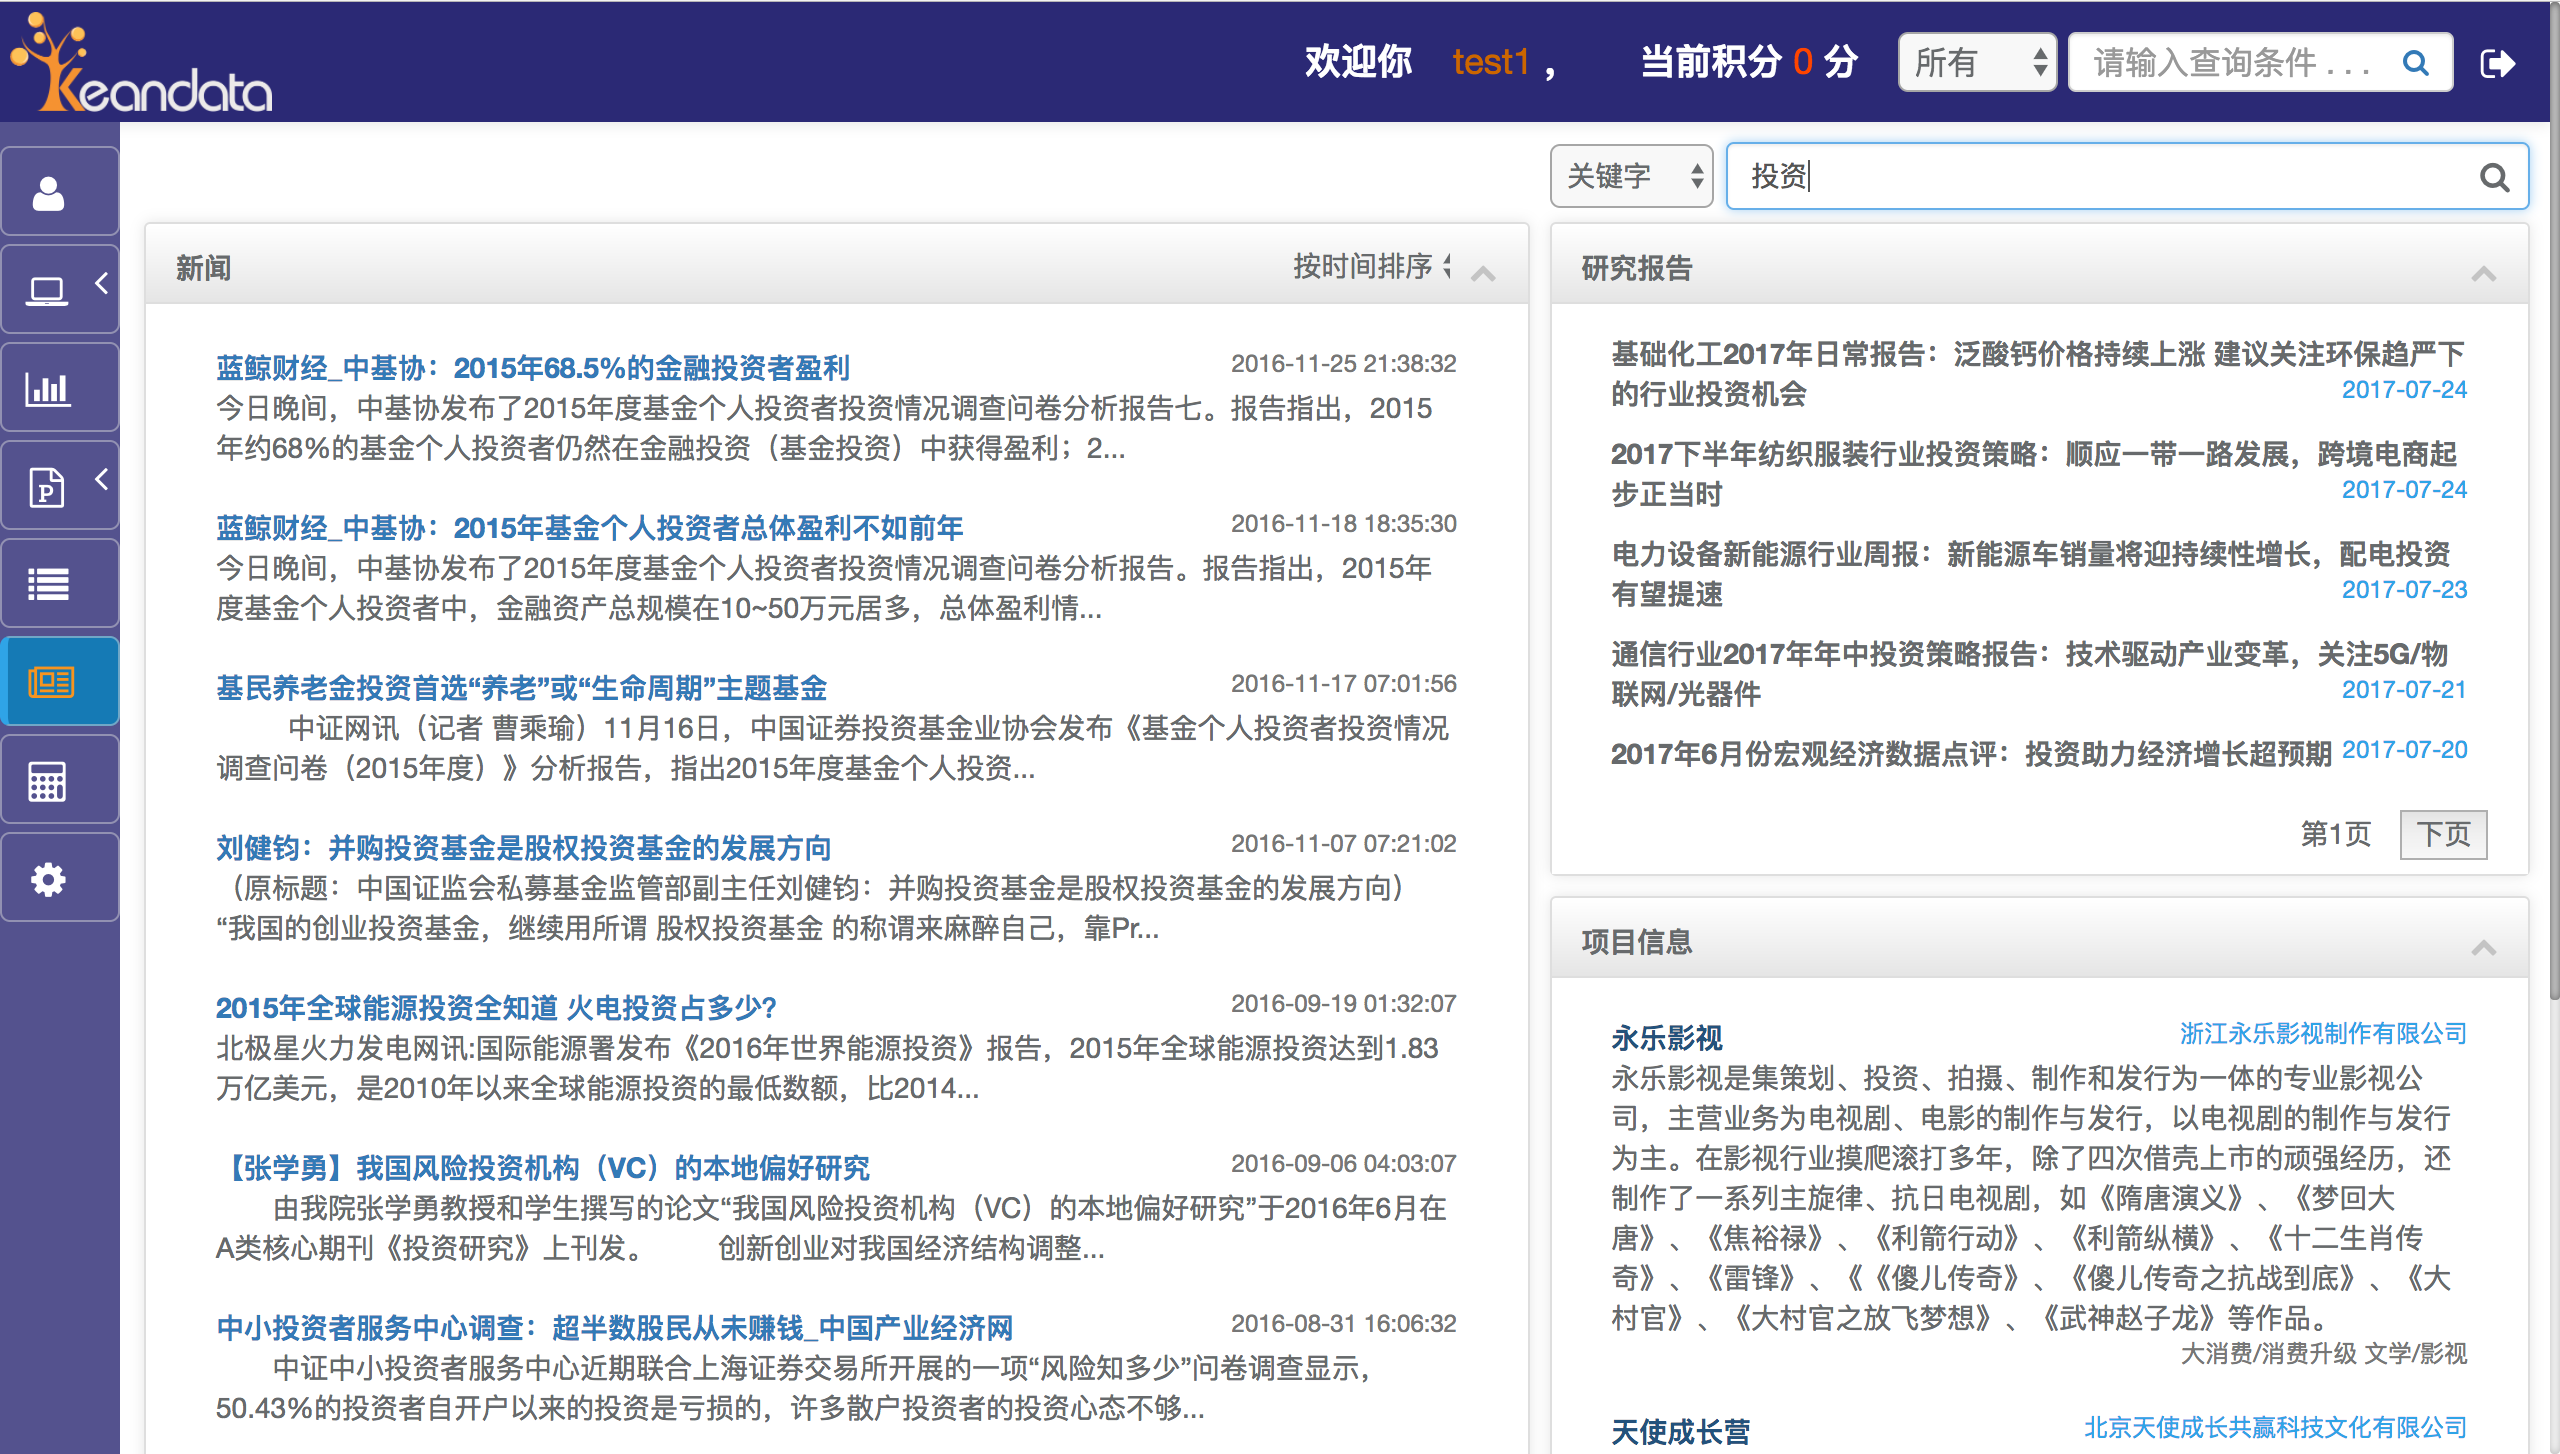 Keandata
欢迎你 test1 ， 当前积分 0 分
所有
请输入查询条件 . . .
关键字
投资
新闻
按时间排序
蓝鲸财经_中基协：2015年68.5%的金融投资者盈利
2016-11-25 21:38:32
今日晚间，中基协发布了2015年度基金个人投资者投资情况调查问卷分析报告七。报告指出，2015
年约68%的基金个人投资者仍然在金融投资（基金投资）中获得盈利；2...
蓝鲸财经_中基协：2015年基金个人投资者总体盈利不如前年
2016-11-18 18:35:30
今日晚间，中基协发布了2015年度基金个人投资者投资情况调查问卷分析报告。报告指出，2015年
度基金个人投资者中，金融资产总规模在10~50万元居多，总体盈利情...
基民养老金投资首选“养老”或“生命周期”主题基金
2016-11-17 07:01:56
中证网讯（记者 曹乘瑜）11月16日，中国证券投资基金业协会发布《基金个人投资者投资情况
调查问卷（2015年度）》分析报告，指出2015年度基金个人投资...
刘健钧：并购投资基金是股权投资基金的发展方向
2016-11-07 07:21:02
（原标题：中国证监会私募基金监管部副主任刘健钧：并购投资基金是股权投资基金的发展方向）
“我国的创业投资基金，继续用所谓 股权投资基金 的称谓来麻醉自己，靠Pr...
2015年全球能源投资全知道 火电投资占多少?
2016-09-19 01:32:07
北极星火力发电网讯:国际能源署发布《2016年世界能源投资》报告，2015年全球能源投资达到1.83
万亿美元，是2010年以来全球能源投资的最低数额，比2014...
【张学勇】我国风险投资机构（VC）的本地偏好研究
2016-09-06 04:03:07
由我院张学勇教授和学生撰写的论文“我国风险投资机构（VC）的本地偏好研究”于2016年6月在
A类核心期刊《投资研究》上刊发。 创新创业对我国经济结构调整...
中小投资者服务中心调查：超半数股民从未赚钱_中国产业经济网
2016-08-31 16:06:32
中证中小投资者服务中心近期联合上海证券交易所开展的一项“风险知多少”问卷调查显示，
50.43%的投资者自开户以来的投资是亏损的，许多散户投资者的投资心态不够...
研究报告
基础化工2017年日常报告：泛酸钙价格持续上涨 建议关注环保趋严下
的行业投资机会
2017-07-24
2017下半年纺织服装行业投资策略：顺应一带一路发展，跨境电商起
步正当时
2017-07-24
电力设备新能源行业周报：新能源车销量将迎持续性增长，配电投资
有望提速
2017-07-23
通信行业2017年年中投资策略报告：技术驱动产业变革，关注5G/物
联网/光器件
2017-07-21
2017年6月份宏观经济数据点评：投资助力经济增长超预期
2017-07-20
第1页
下页
项目信息
永乐影视
浙江永乐影视制作有限公司
永乐影视是集策划、投资、拍摄、制作和发行为一体的专业影视公
司，主营业务为电视剧、电影的制作与发行，以电视剧的制作与发行
为主。在影视行业摸爬滚打多年，除了四次借壳上市的顽强经历，还
制作了一系列主旋律、抗日电视剧，如《隋唐演义》、《梦回大
唐》、《焦裕禄》、《利箭行动》、《利箭纵横》、《十二生肖传
奇》、《雷锋》、《《傻儿传奇》、《傻儿传奇之抗战到底》、《大
村官》、《大村官之放飞梦想》、《武神赵子龙》等作品。
大消费/消费升级 文学/影视
天使成长营
北京天使成长共赢科技文化有限公司